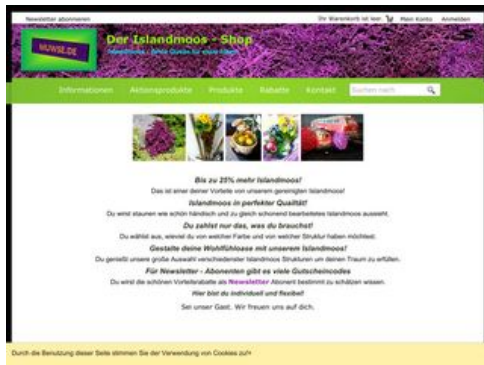 Newsletter abonnieren
Ihr Warenkorb ist leer Mein Konto Anmelden
MUWSE.DE
Der Islandmoos - Shop
Informationen Aktionsprodukte Produkte Rabatte Kontakt Suchen nach
Bis zu 25% mehr Islandmoos!
Das ist einer deiner Vorteile von unserem gereinigten Islandmoos!
Islandmoos in perfekter Qualität!
Du wirst staunen wie schön händisch und zu gleich schonend bearbeitetes Islandmoos aussieht.
Du zahlst nur das, was du brauchst!
Du wählst aus, wieviel du von welcher Farbe und von welcher Struktur haben möchtest.
Gestalte deine Wohlfühloase mit unserem Islandmoos!
Du genießt unsere große Auswahl verschiedenster Islandmoos Strukturen um deinen Traum zu erfüllen.
Für Newsletter - Abonenten gibt es viele Gutscheincodes
Du wirst die schönen Vorteilsrabatte als Newsletter Abonent bestimmt zu schätzen wissen.
Hier bist du individuell und flexibel!
Sei unser Gast. Wir freuen uns auf dich.
Durch die Benutzung dieser Seite stimmen Sie der Verwendung von Cookies zu!